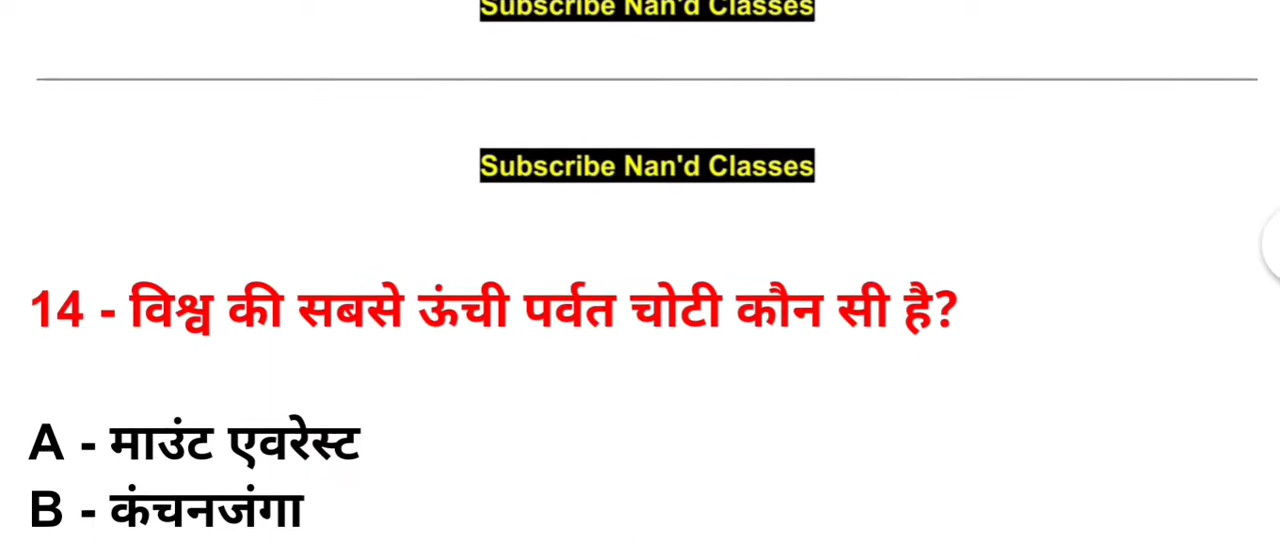 Subscribe Nan'd Classes
Subscribe Nan'd Classes
14 - विश्व की सबसे ऊंची पर्वत चोटी कौन सी है?
A - माउंट एवरेस्ट
B - कंचनजंगा